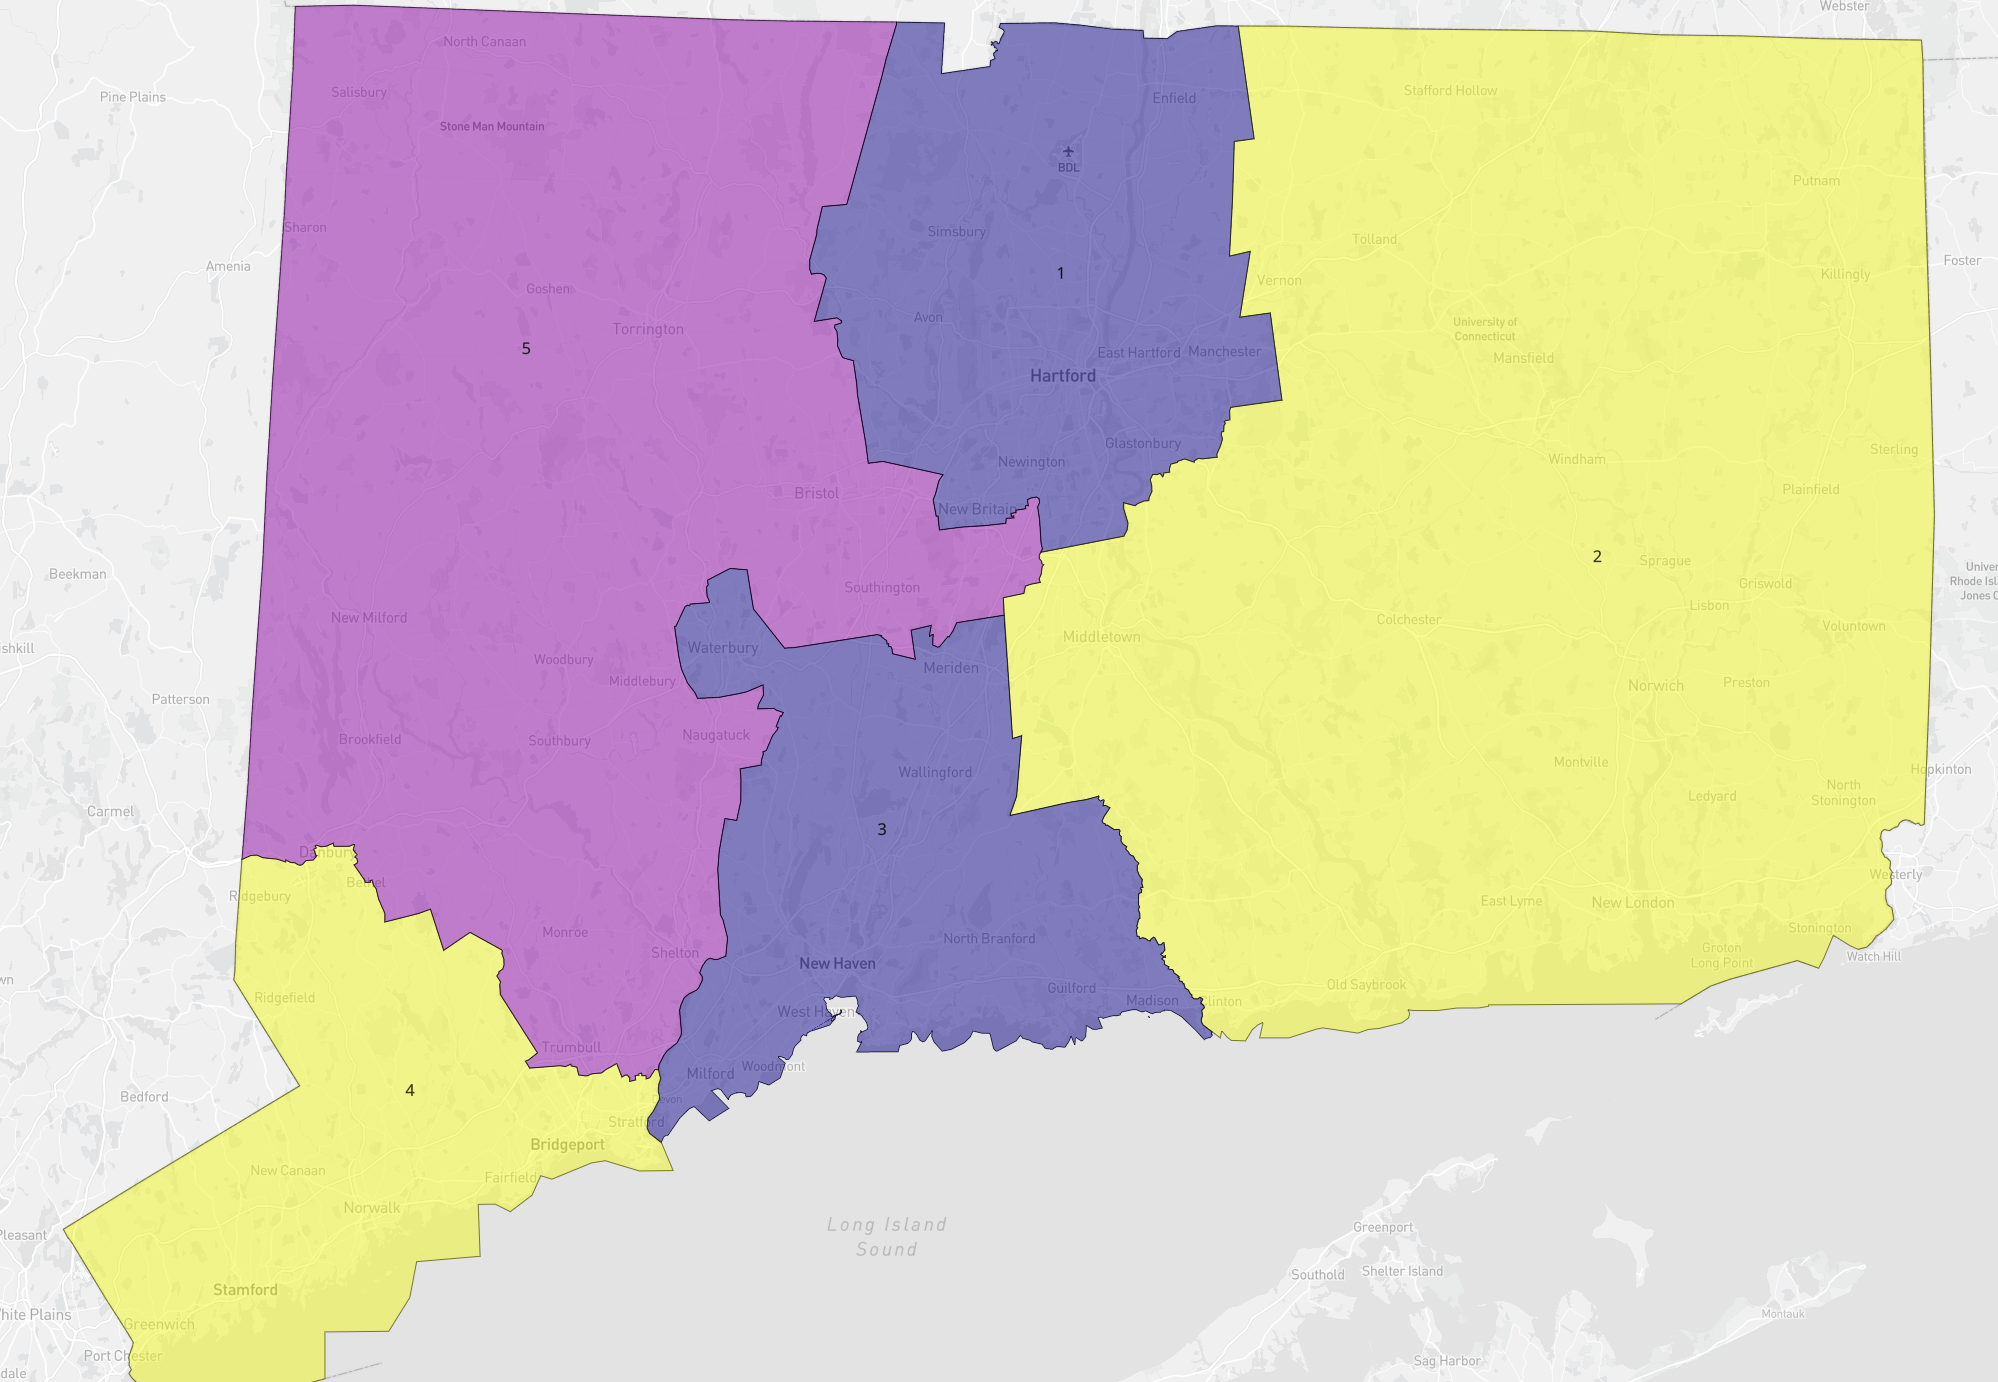 Webster
North Canaan
Salisbury
Pine Plains
Stafford Hollow
Enfield
Stone Man Mountain
BDL
Putnam
Sharon
Simsbury
Tolland
Amenia
Foster
1
Killingly
Vernon
Goshen
Avon
Torrington
University of
Connecticut
5
East Hartford
Manchester
Mansfield
Hartford
Glastonbury
Sterling
Newington
Windham
Bristol
Plainfield
New Britain
2
Sprague
Beekman
Southington
Griswold
Rhode Isl
Jones C
Lisbon
New Milford
Colchester
Voluntown
Middletown
shkill
Waterbury
Woodbury
Meriden
Middlebury
Preston
Norwich
Patterson
Naugatuck
Brookfield
Southbury
Montville
Wallingford
Hopkinton
North
Stonington
Ledyard
Carmel
3
Danbury
Bethel
Westerly
Ridgebury
East Lyme
New London
Stonington
Monroe
North Branford
Groton
Long Point
Shelton
Watch Hill
New Haven
wn
Old Saybrook
Guilford
Ridgefield
Madison
Clinton
West Haven
Trumbull
Woodmont
Milford
4
Bedford
Devon
Stratford
Bridgeport
New Canaan
Fairfield
Norwalk
Long Island
Sound
Greenport
Pleasant
Shelter Island
Southold
Stamford
hite Plains
Montauk
Greenwich
Port Chester
Sag Harbor
dale